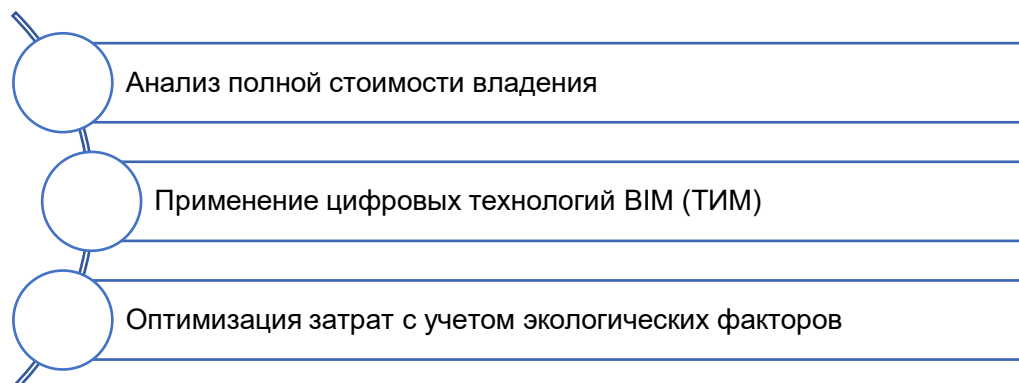 Анализ полной стоимости владения
Применение цифровых технологий BIM (ТИМ)
Оптимизация затрат с учетом экологических факторов